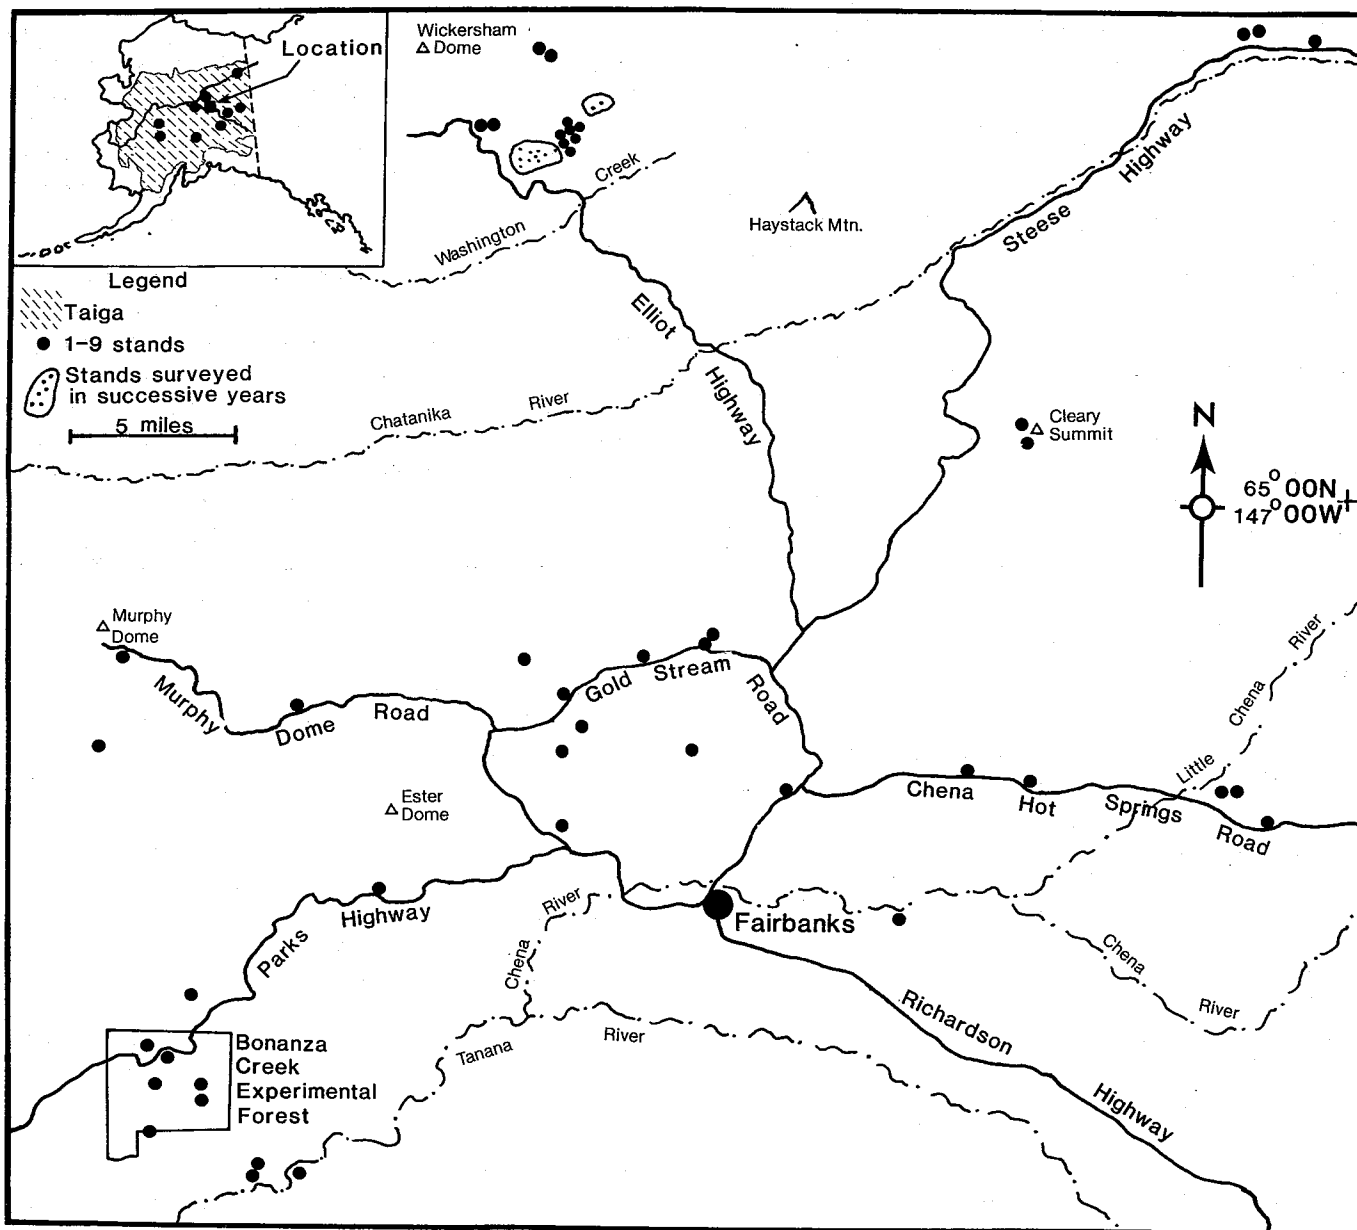 Location
Legend
Taiga
1-9 stands
Stands surveyed
in successive years
5 miles
Wickersham
Dome
Creek
Washington
Haystack Mtn.
Steese
Highway
Elliot
Highway
Chatanika
River
Cleary
Summit
N
65°00N
147°00W
Murphy
Dome
Murphy
Dome
Road
Gold
Stream
Road
Ester
Dome
Little
Chena
River
Chena
Hot
Springs
Road
Parks
Highway
River
Chena
Fairbanks
Chena
River
Richardson
Highway
Tanana
River
Bonanza
Creek
Experimental
Forest